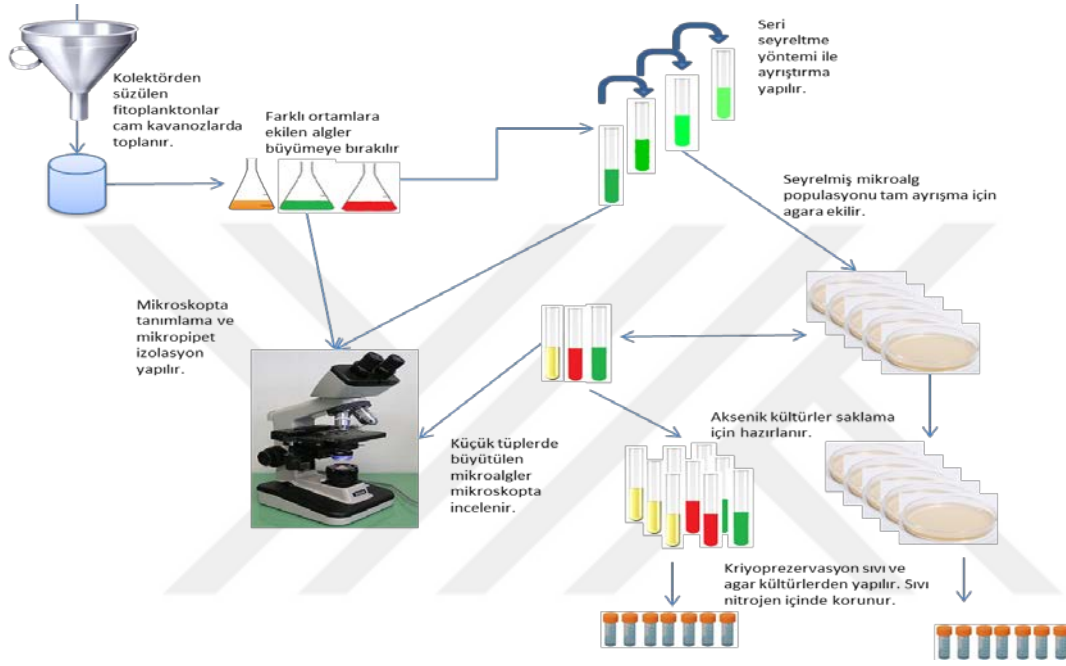 Kolektörden
süzülen
fitoplanktonlar
cam kavanozlarda
toplanır.
Farklı ortamlara
ekilen algler
büyümeye bırakılır
Seri
seyreltme
yöntemi ile
ayrıştırma
yapılır.
Seyrelmiş mikroalg
populasyonu tam ayrışma için
agara ekilir.
Mikroskopta
tanımlama ve
mikropipet
izolasyon
yapılır.
Küçük tüplerde
büyütülen
mikroalgler
mikroskopta
incelenir.
Aksenik kültürler saklama
için hazırlanır.
Kriyoprezervasyon sıvı ve
agar kültürlerden yapılır. Sıvı
nitrojen içinde korunur.